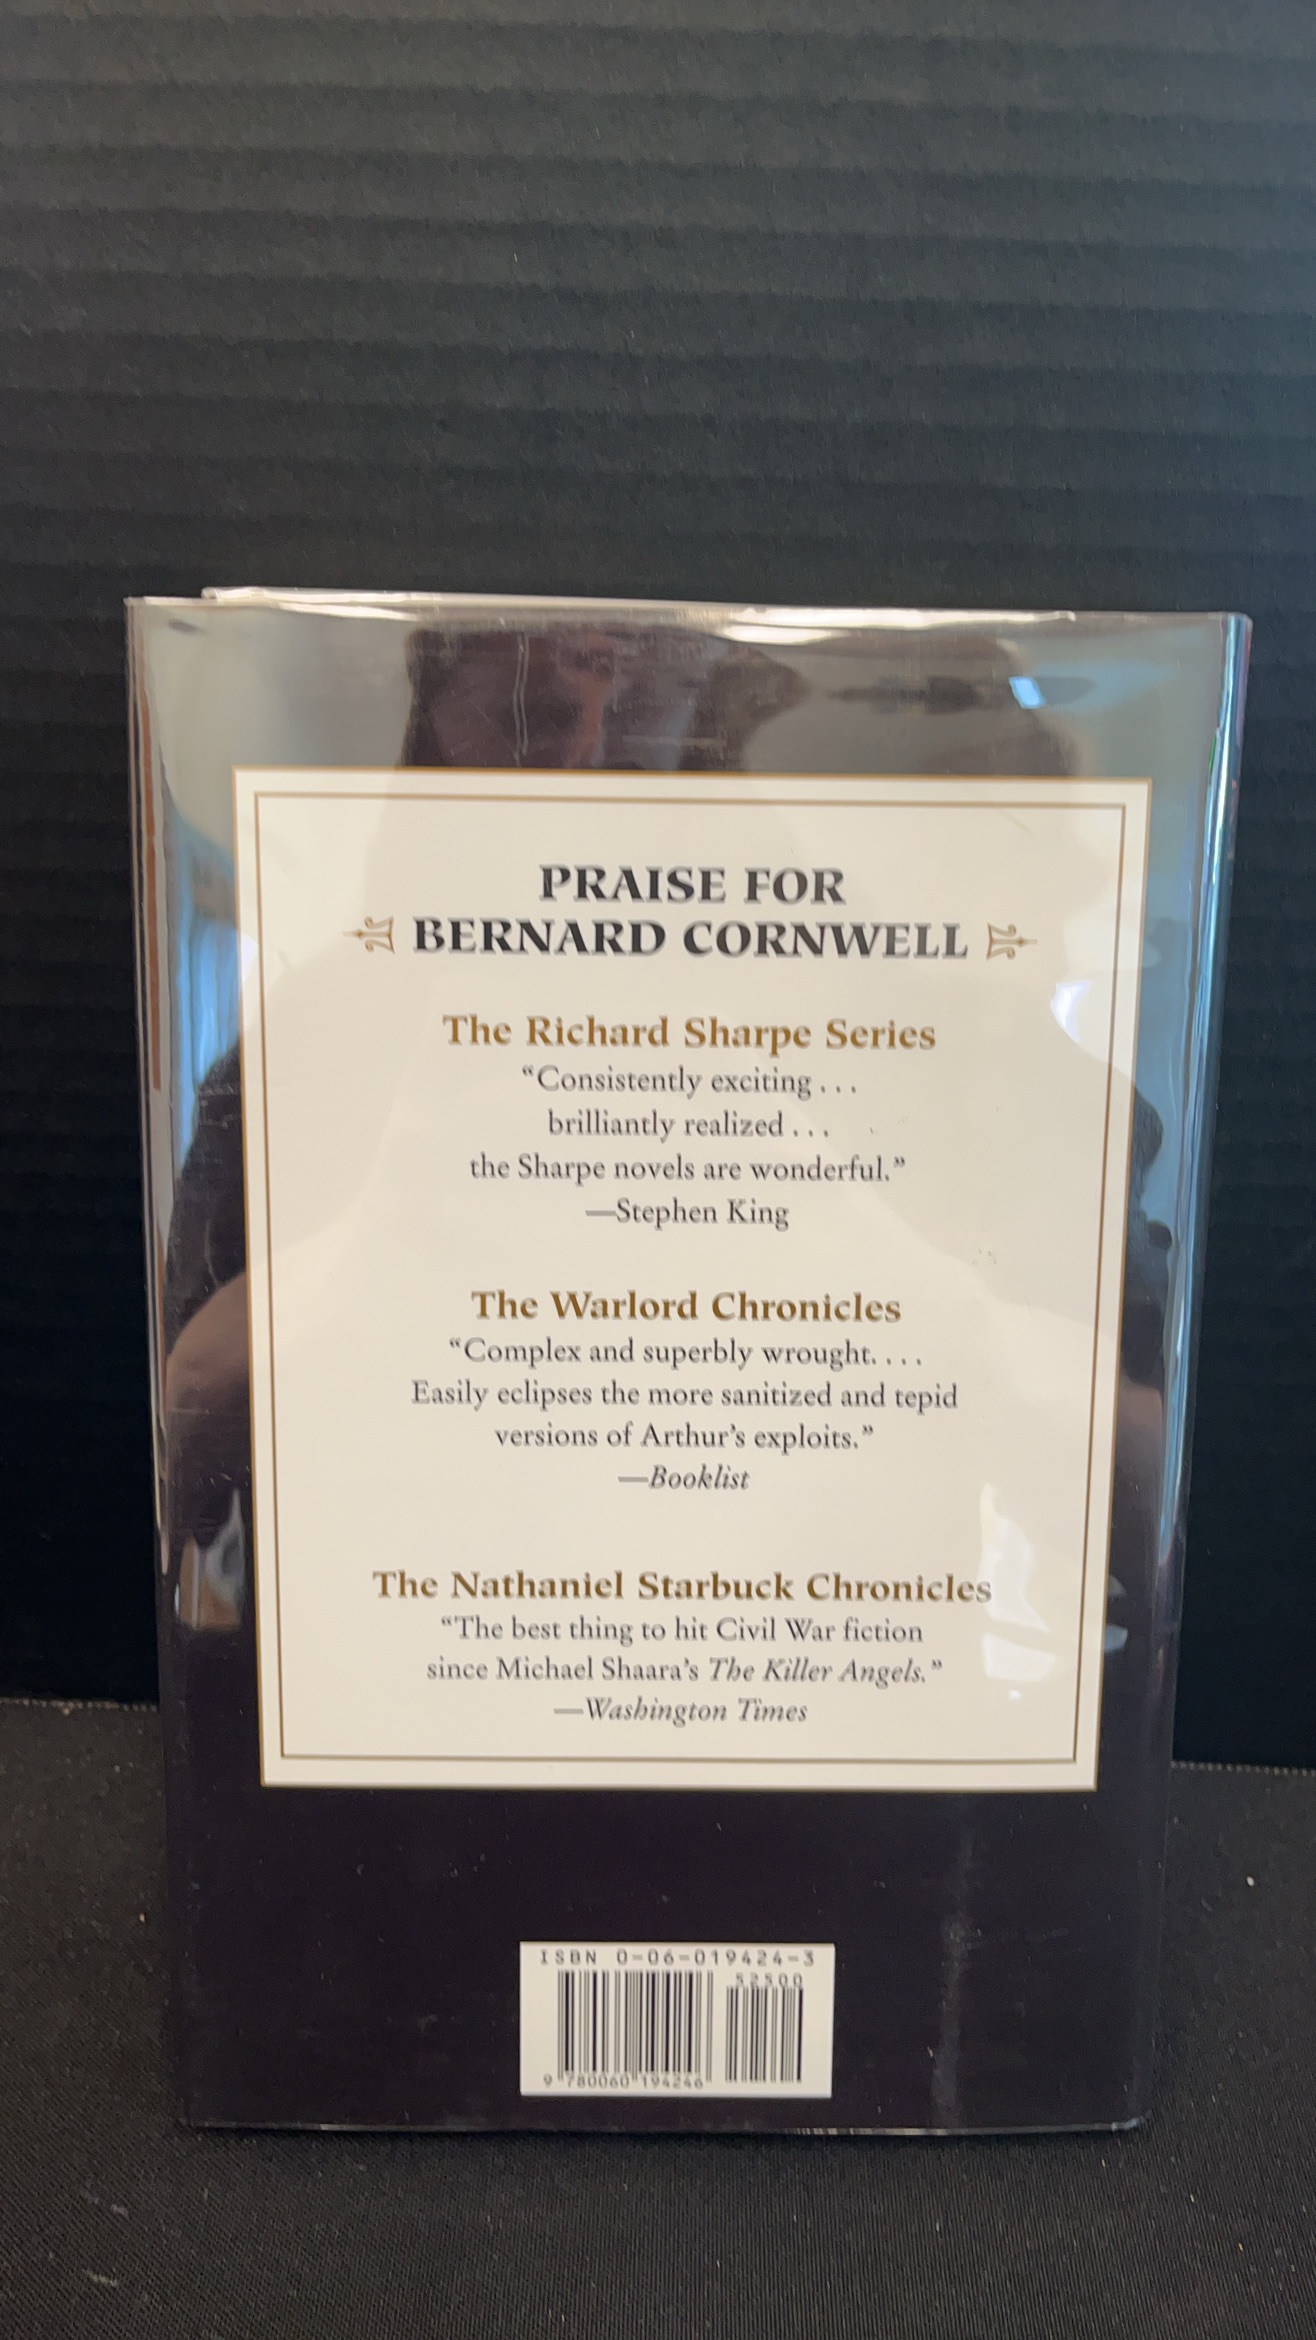 PRAISE FOR
BERNARD CORNWELL
The Richard Sharpe Series
“Consistently exciting . . .
brilliantly realized . . .
the Sharpe novels are wonderful.”
—Stephen King
The Warlord Chronicles
“Complex and superbly wrought. . . .
Easily eclipses the more sanitized and tepid
versions of Arthur’s exploits.”
—Booklist
The Nathaniel Starbuck Chronicles
“The best thing to hit Civil War fiction
since Michael Shaara’s The Killer Angels.”
—Washington Times
ISBN 0-06-019424-3
52500
9 780060 194246